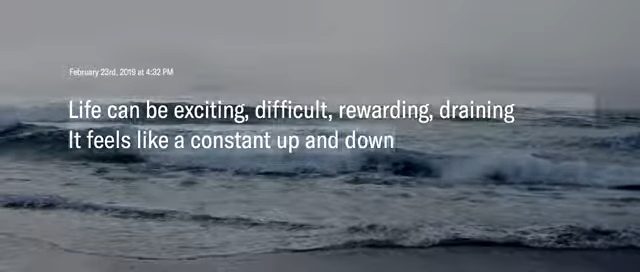 February 23rd, 2019 at 4:32 PM
Life can be exciting, difficult, rewarding, draining
It feels like a constant up and down